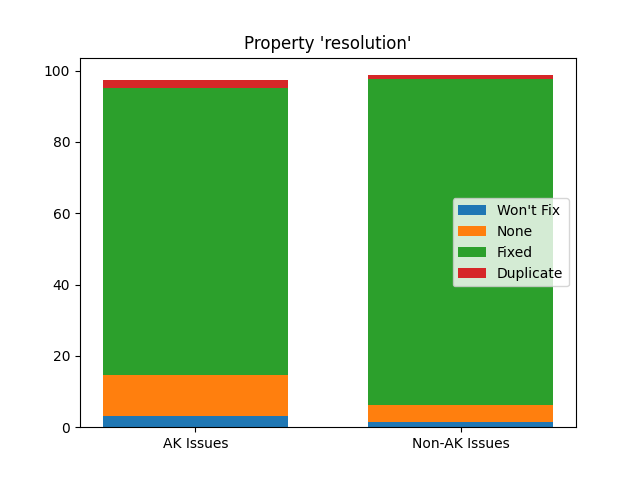 Property 'resolution'
100
80
60
40
20
0
Won't Fix
None
Fixed
Duplicate
AK Issues
Non-AK Issues